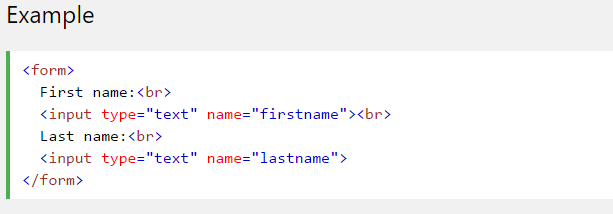 Example
<form>
First name:<br>
<input type="text" name="firstname"><br>
Last name:<br>
<input type="text" name="lastname">
</form>